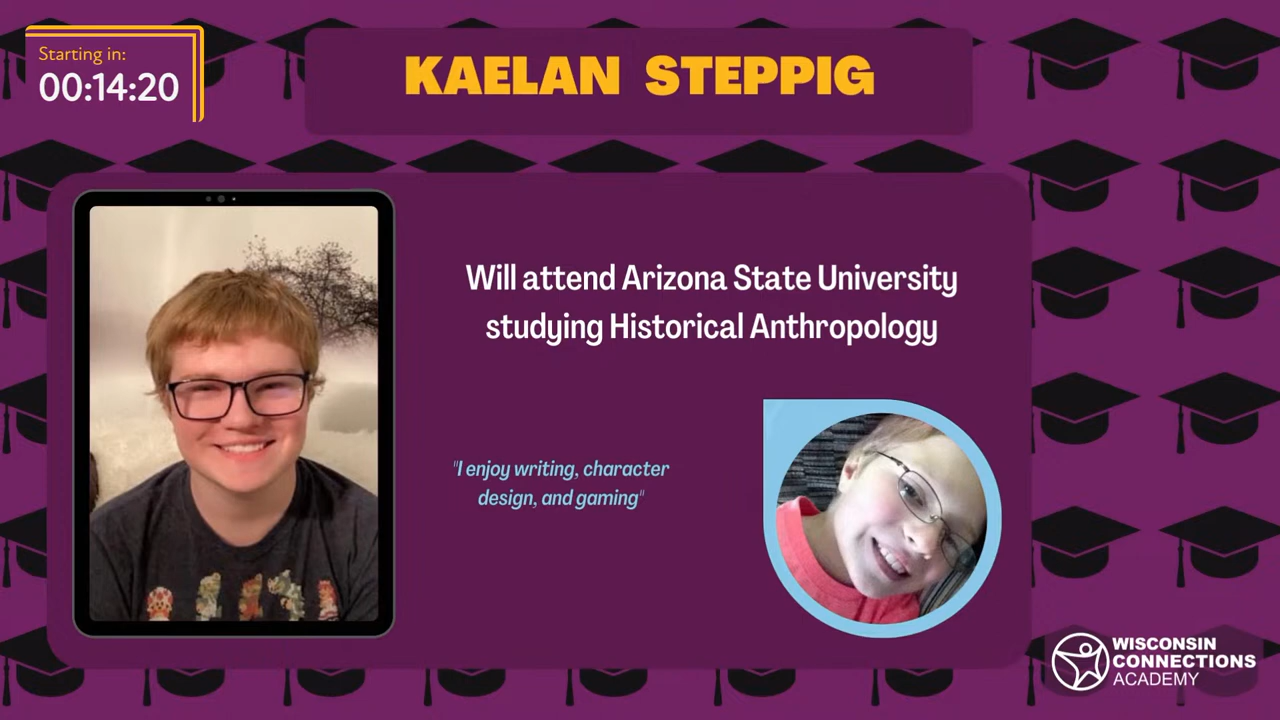 Starting in:
00:14:20
KAELAN STEPPIG
Will attend Arizona State University
studying Historical Anthropology
"I enjoy writing, character
design, and gaming"
WISCONSIN
CONNECTIONS
ACADEMY